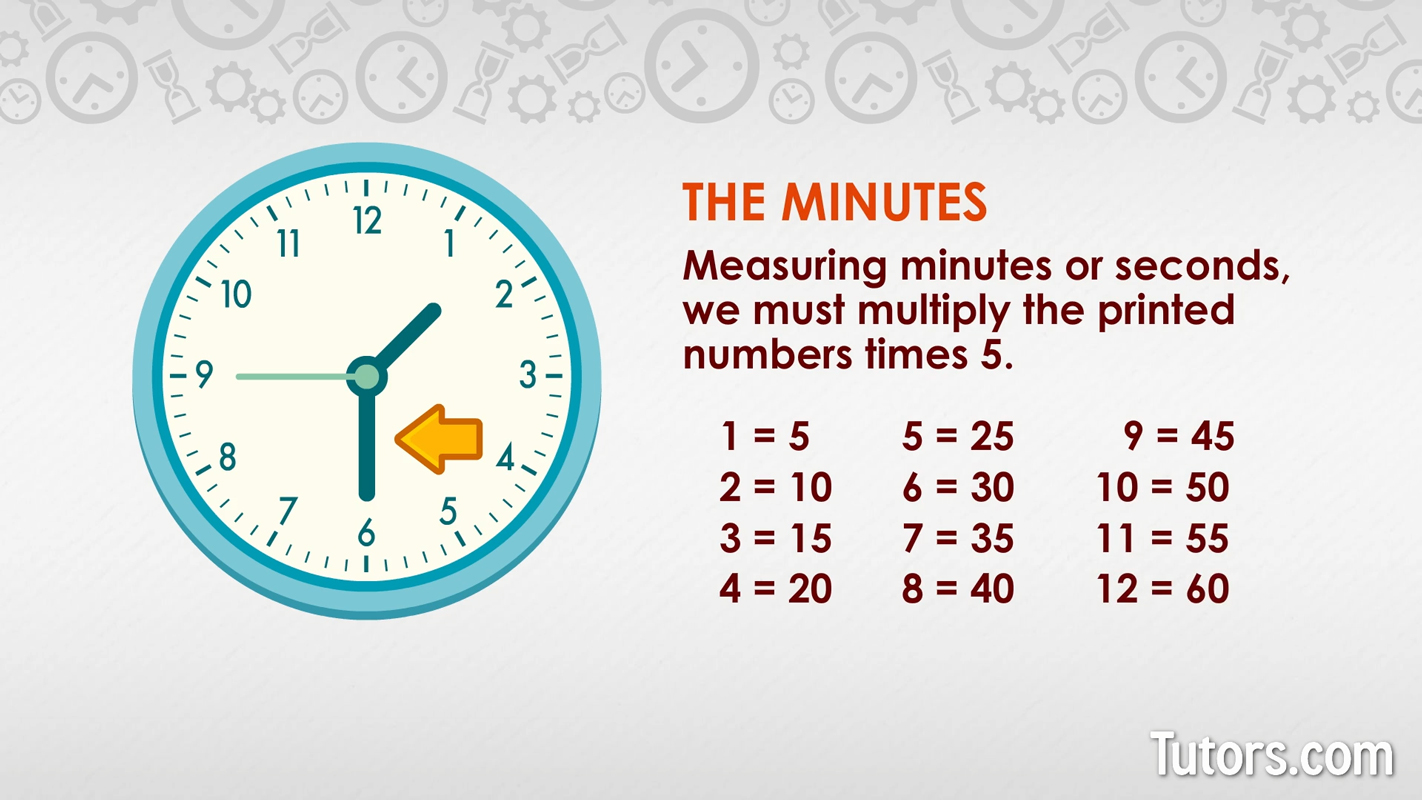 12
11
1
10
2
9
3
8
4
7
5
6
THE MINUTES
Measuring minutes or seconds,
we must multiply the printed
numbers times 5.
1 = 5 5 = 25 9 = 45
2 = 10 6 = 30 10 = 50
3 = 15 7 = 35 11 = 55
4 = 20 8 = 40 12 = 60
Tutors.com